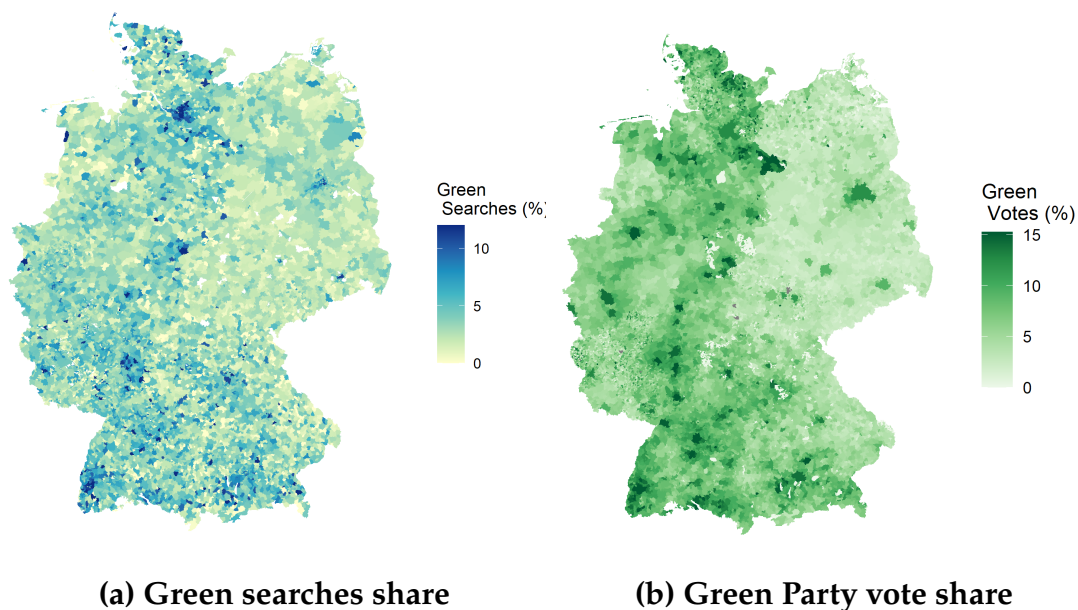 Green
Searches (%)
10
5
0
Green
Votes (%)
15
10
5
0
(a) Green searches share
(b) Green Party vote share